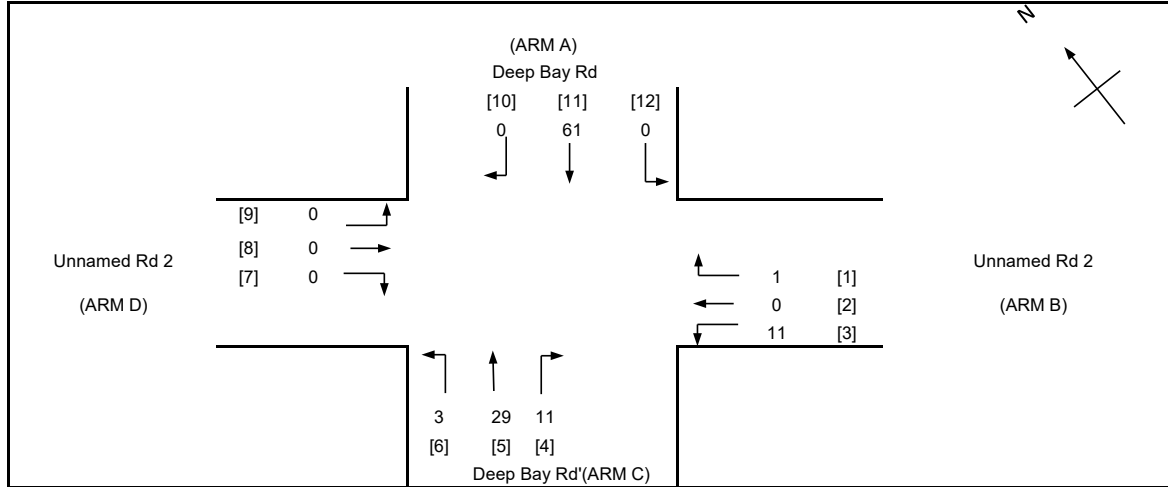 N
(ARM A)
Deep Bay Rd
[10] [11] [12]
0 61 0
[9] 0
Unnamed Rd 2 [8] 0
(ARM D) [7] 0
Unnamed Rd 2
(ARM B)
1 [1]
0 [2]
11 [3]
3 29 11
[6] [5] [4]
Deep Bay Rd'(ARM C)